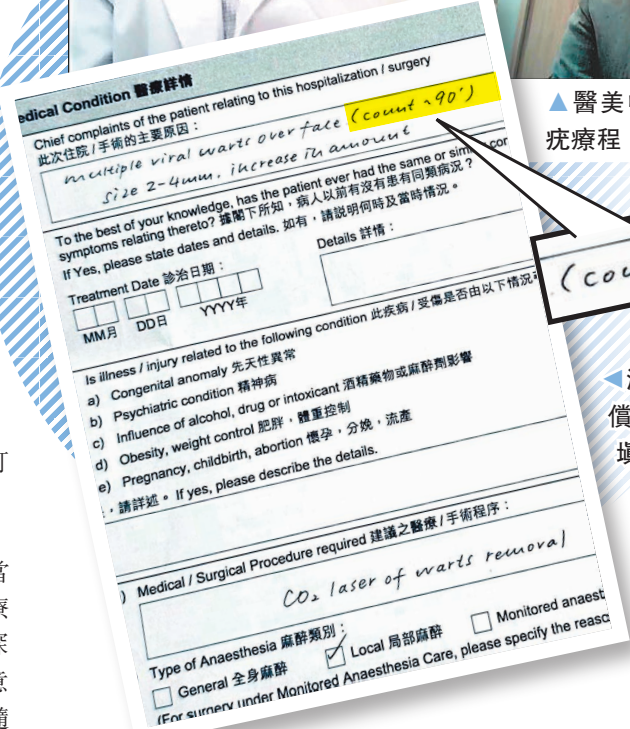 ▲醫美
疣療程
edical Condition 醫療詳情
Chief complaints of the patient relating to this hospitalization / surgery
此次住院/手術的主要原因：
multiple viral warts over face (count ~90')
size 2-4mm. increase in amount
(cou
To the best of your knowledge, has the patient ever had the same or similar cor
symptoms relating thereto? 據閣下所知，病人以前有沒有患有同類病況？
If Yes, please state dates and details. 如有，請説明何時及當時情況。
Treatment Date 診治日期：
Details 詳情：
MM月 DD日 YYYY年
Is illness / injury related to the following condition 此疾病/受傷是否由以下情況
a) Congenital anomaly 先天性異常
b) Psychiatric condition 精神病
c) Influence of alcohol, drug or intoxicant 酒精藥物或麻醉劑影響
d) Obesity, weight control 肥胖，體重控制
e) Pregnancy, childbirth, abortion 懷孕，分娩，流產
，請詳述。If yes, please describe the details.
) Medical / Surgical Procedure required 建議之醫療/手術程序：
CO2 laser of warts removal
Type of Anaesthesia 麻醉類別：
General 全身麻醉 Local 局部麻醉 Monitored anaest
(For surgery under Monitored Anaesthesia Care, please specify the reaso
償
填
療
意
隨